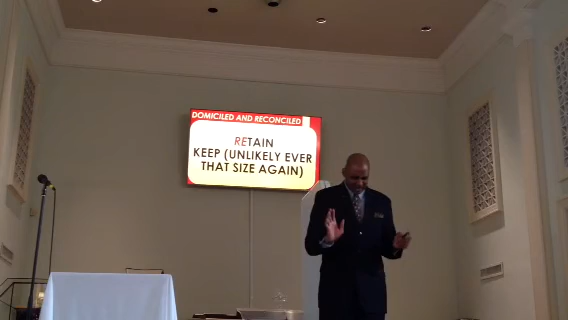 DOMICILED AND RECONCILED
RETAIN
KEEP (UNLIKELY EVER
THAT SIZE AGAIN)